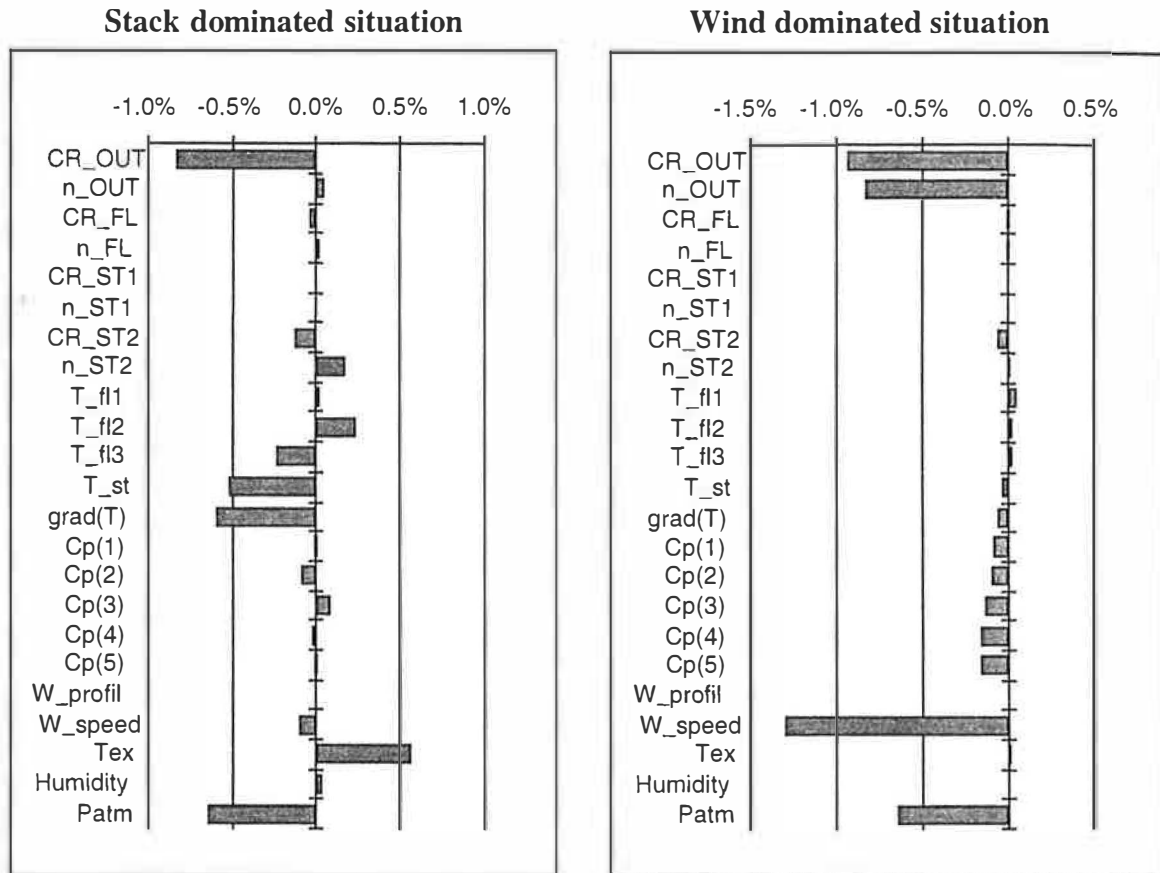 Stack dominated situation
-1.0% -0.5% 0.0% 0.5% 1.0%
CR_OUT
n_OUT
CR_FL
n_FL
CR_ST1
n_ST1
CR_ST2
n_ST2
T_fl1
T_fl2
T_fl3
T_st
grad(T)
Cp(1)
Cp(2)
Cp(3)
Cp(4)
Cp(5)
W_profil
W_speed
Tex
Humidity
Patm
Wind dominated situation
-1.5% -1.0% -0.5% 0.0% 0.5%
CR_OUT
n_OUT
CR_FL
n_FL
CR_ST1
n_ST1
CR_ST2
n_ST2
T_fl1
T_fl2
T_fl3
T_st
grad(T)
Cp(1)
Cp(2)
Cp(3)
Cp(4)
Cp(5)
W_profil
W_speed
Tex
Humidity
Patm